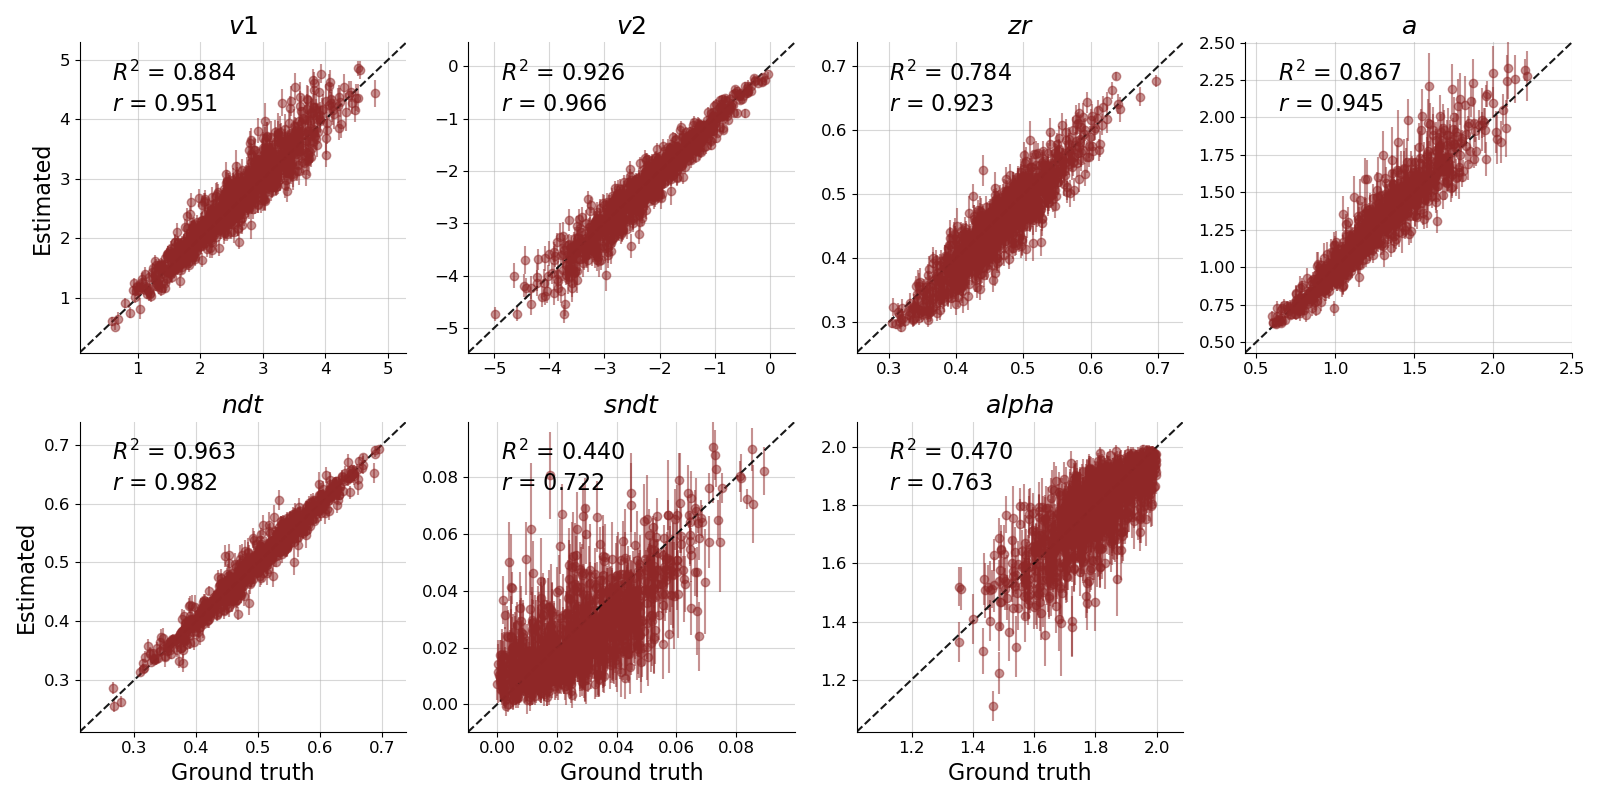 v1
R² = 0.884
r = 0.951
Estimated
5
4
3
2
1
1 2 3 4 5
v2
R² = 0.926
r = 0.966
0
−1
−2
−3
−4
−5
−5 −4 −3 −2 −1 0
zr
R² = 0.784
r = 0.923
0.7
0.6
0.5
0.4
0.3
0.3 0.4 0.5 0.6 0.7
a
R² = 0.867
r = 0.945
2.50
2.25
2.00
1.75
1.50
1.25
1.00
0.75
0.50
0.5 1.0 1.5 2.0 2.5
ndt
R² = 0.963
r = 0.982
Estimated
0.7
0.6
0.5
0.4
0.3
0.3 0.4 0.5 0.6 0.7
Ground truth
sndt
R² = 0.440
r = 0.722
0.08
0.06
0.04
0.02
0.00
0.00 0.02 0.04 0.06 0.08
Ground truth
alpha
R² = 0.470
r = 0.763
2.0
1.8
1.6
1.4
1.2
1.2 1.4 1.6 1.8 2.0
Ground truth